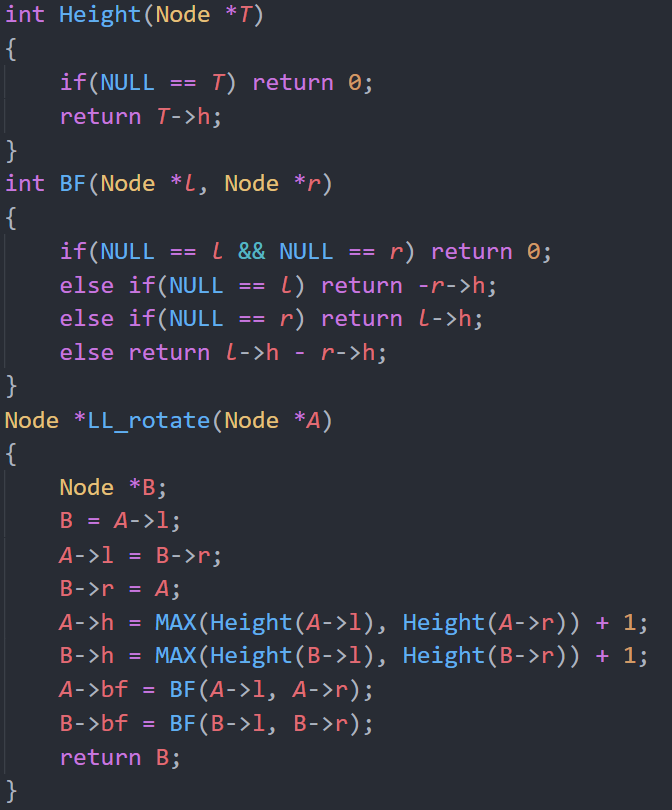 int Height(Node *T)
{
    if(NULL == T) return 0;
    return T->h;
}
int BF(Node *l, Node *r)
{
    if(NULL == l && NULL == r) return 0;
    else if(NULL == l) return -r->h;
    else if(NULL == r) return l->h;
    else return l->h - r->h;
}
Node *LL_rotate(Node *A)
{
    Node *B;
    B = A->l;
    A->l = B->r;
    B->r = A;
    A->h = MAX(Height(A->l), Height(A->r)) + 1;
    B->h = MAX(Height(B->l), Height(B->r)) + 1;
    A->bf = BF(A->l, A->r);
    B->bf = BF(B->l, B->r);
    return B;
}